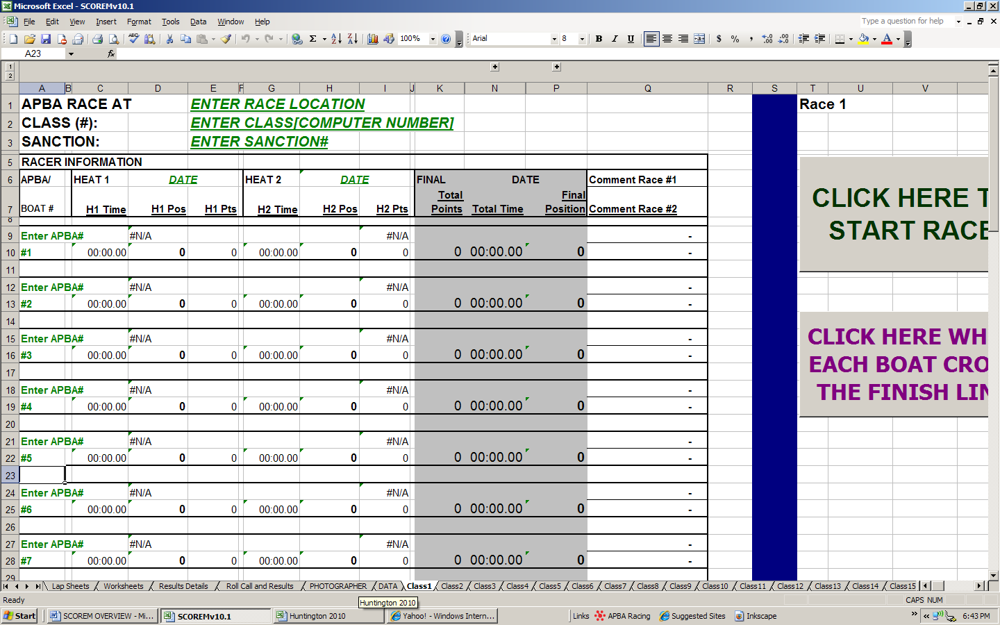 Microsoft Excel - SCOREMv10.1
File Edit View Insert Format Tools Data Window Help Type a question for help
100% Arial 8 B I U $ % ,
A23 fx
1
2
A B C D E F G H I J K N P Q R S T U V
1 APBA RACE AT ENTER RACE LOCATION Race 1
2 CLASS (#): ENTER CLASS[COMPUTER NUMBER]
3 SANCTION: ENTER SANCTION#
5 RACER INFORMATION
6 APBA/ HEAT 1 DATE HEAT 2 DATE FINAL DATE Comment Race #1
Total Final
7 BOAT # H1 Time H1 Pos H1 Pts H2 Time H2 Pos H2 Pts Points Total Time Position Comment Race #2
8
9 Enter APBA# #N/A #N/A -
10 #1 00:00.00 0 0 00:00.00 0 0 0 00:00.00 0 -
11
12 Enter APBA# #N/A #N/A -
13 #2 00:00.00 0 0 00:00.00 0 0 0 00:00.00 0 -
14
15 Enter APBA# #N/A #N/A -
16 #3 00:00.00 0 0 00:00.00 0 0 0 00:00.00 0 -
17
18 Enter APBA# #N/A #N/A -
19 #4 00:00.00 0 0 00:00.00 0 0 0 00:00.00 0 -
20
21 Enter APBA# #N/A #N/A -
22 #5 00:00.00 0 0 00:00.00 0 0 0 00:00.00 0 -
23
24 Enter APBA# #N/A #N/A -
25 #6 00:00.00 0 0 00:00.00 0 0 0 00:00.00 0 -
26
27 Enter APBA# #N/A #N/A -
28 #7 00:00.00 0 0 00:00.00 0 0 0 00:00.00 0 -
29
CLICK HERE T
START RACE
CLICK HERE WH
EACH BOAT CRO
THE FINISH LIN
Lap Sheets Worksheets Results Details Roll Call and Results PHOTOGRAPHER DATA Class1 Class2 Class3 Class4 Class5 Class6 Class7 Class8 Class9 Class10 Class11 Class12 Class13 Class14 Class15
Ready Huntington 2010 CAPS NUM
Start SCOREM OVERVIEW - Mi... SCOREMv10.1 Huntington 2010 Yahoo! - Windows Intern... Links APBA Racing Suggested Sites Inkscape » « 6:43 PM